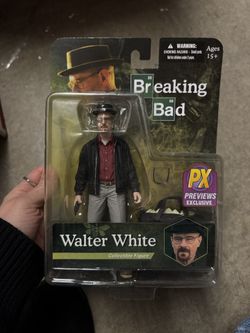 WARNING:
CHOKING HAZARD - Small parts.
Not for children under 3 years.
Ages
15+
Breaking
Bad
PX
PREVIEWS
EXCLUSIVE
Walter White
Collectible Figure